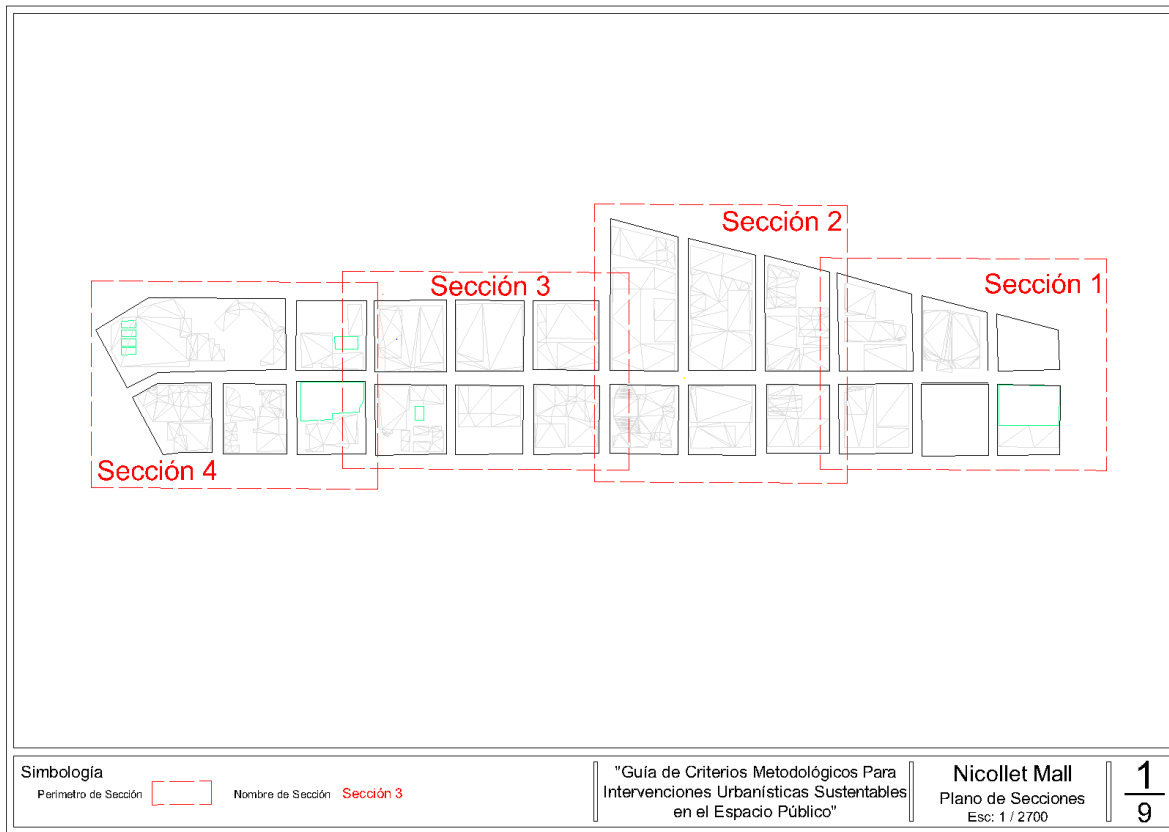 Sección 2
Sección 3
Sección 1
Sección 4
Simbología
Perimetro de Sección
Nombre de Sección Sección 3
"Guía de Criterios Metodológicos Para
Intervenciones Urbanísticas Sustentables
en el Espacio Público"
Nicollet Mall
Plano de Secciones
Esc: 1 / 2700
1
9